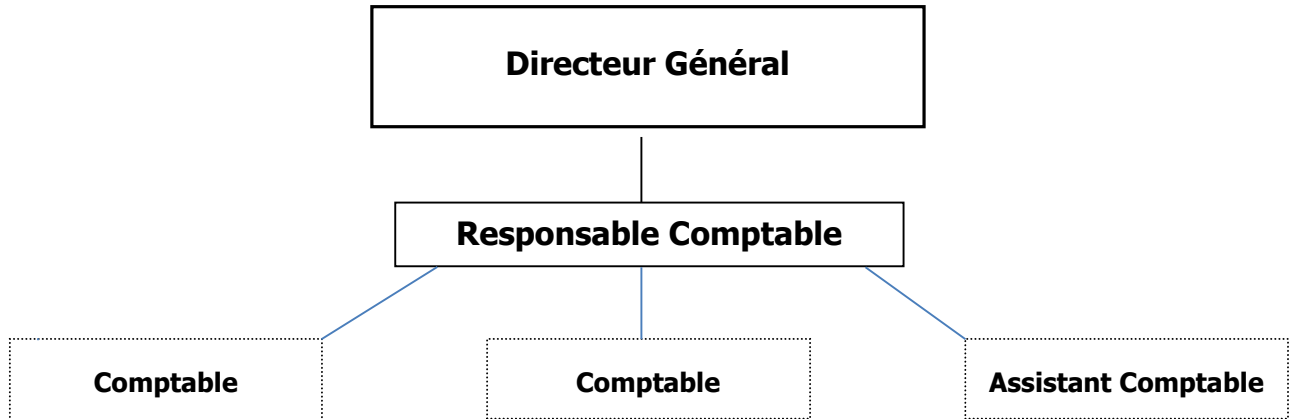 Directeur Général
Responsable Comptable
Comptable
Comptable
Assistant Comptable